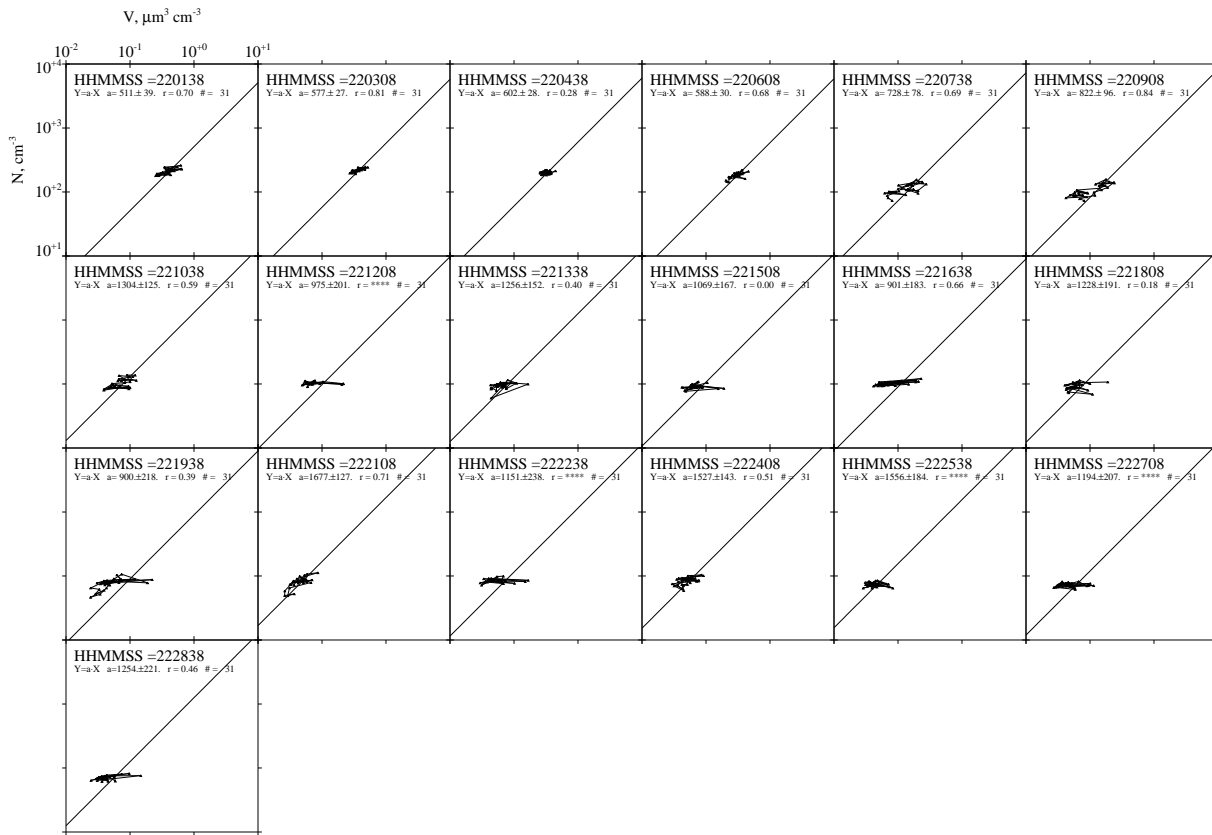 V, μm³ cm⁻³
10⁻² 10⁻¹ 10⁺⁰ 10⁺¹
N, cm⁻³
10⁺⁴
10⁺³
10⁺²
10⁺¹
HHMMSS =220138
Y=a·X a= 511.± 39. r = 0.70 # = 31
HHMMSS =220308
Y=a·X a= 577.± 27. r = 0.81 # = 31
HHMMSS =220438
Y=a·X a= 602.± 28. r = 0.28 # = 31
HHMMSS =220608
Y=a·X a= 588.± 30. r = 0.68 # = 31
HHMMSS =220738
Y=a·X a= 728.± 78. r = 0.69 # = 31
HHMMSS =220908
Y=a·X a= 822.± 96. r = 0.84 # = 31
HHMMSS =221038
Y=a·X a=1304.±125. r = 0.59 # = 31
HHMMSS =221208
Y=a·X a= 975.±201. r = **** # = 31
HHMMSS =221338
Y=a·X a=1256.±152. r = 0.40 # = 31
HHMMSS =221508
Y=a·X a=1069.±167. r = 0.00 # = 31
HHMMSS =221638
Y=a·X a= 901.±183. r = 0.66 # = 31
HHMMSS =221808
Y=a·X a=1228.±191. r = 0.18 # = 31
HHMMSS =221938
Y=a·X a= 900.±218. r = 0.39 # = 31
HHMMSS =222108
Y=a·X a=1677.±127. r = 0.71 # = 31
HHMMSS =222238
Y=a·X a=1151.±238. r = **** # = 31
HHMMSS =222408
Y=a·X a=1527.±143. r = 0.51 # = 31
HHMMSS =222538
Y=a·X a=1556.±184. r = **** # = 31
HHMMSS =222708
Y=a·X a=1194.±207. r = **** # = 31
HHMMSS =222838
Y=a·X a=1254.±221. r = 0.46 # = 31